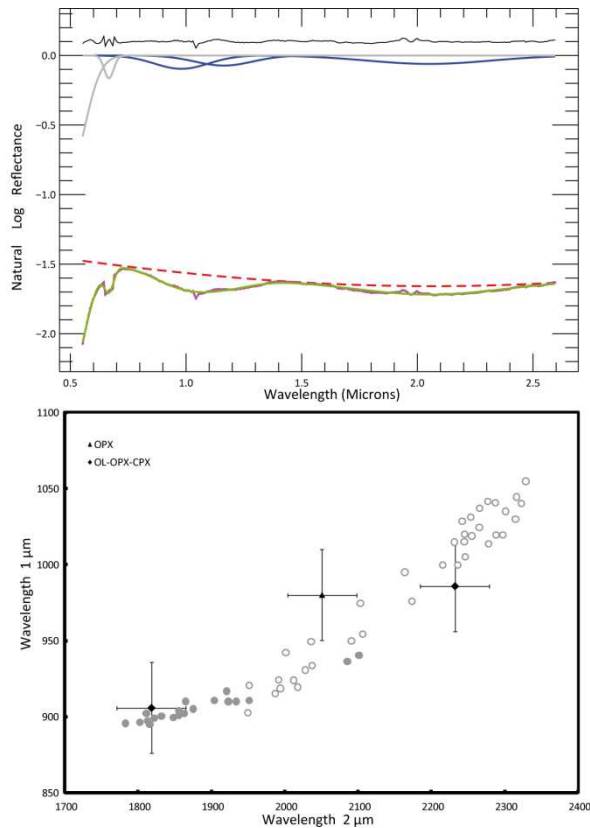 0.0
−0.5
−1.0
−1.5
−2.0
Natural Log Reflectance
0.5 1.0 1.5 2.0 2.5
Wavelength (Microns)
1100
1050
1000
950
900
850
Wavelength 1 µm
OPX
OL-OPX-CPX
1700 1800 1900 2000 2100 2200 2300 2400
Wavelength 2 µm